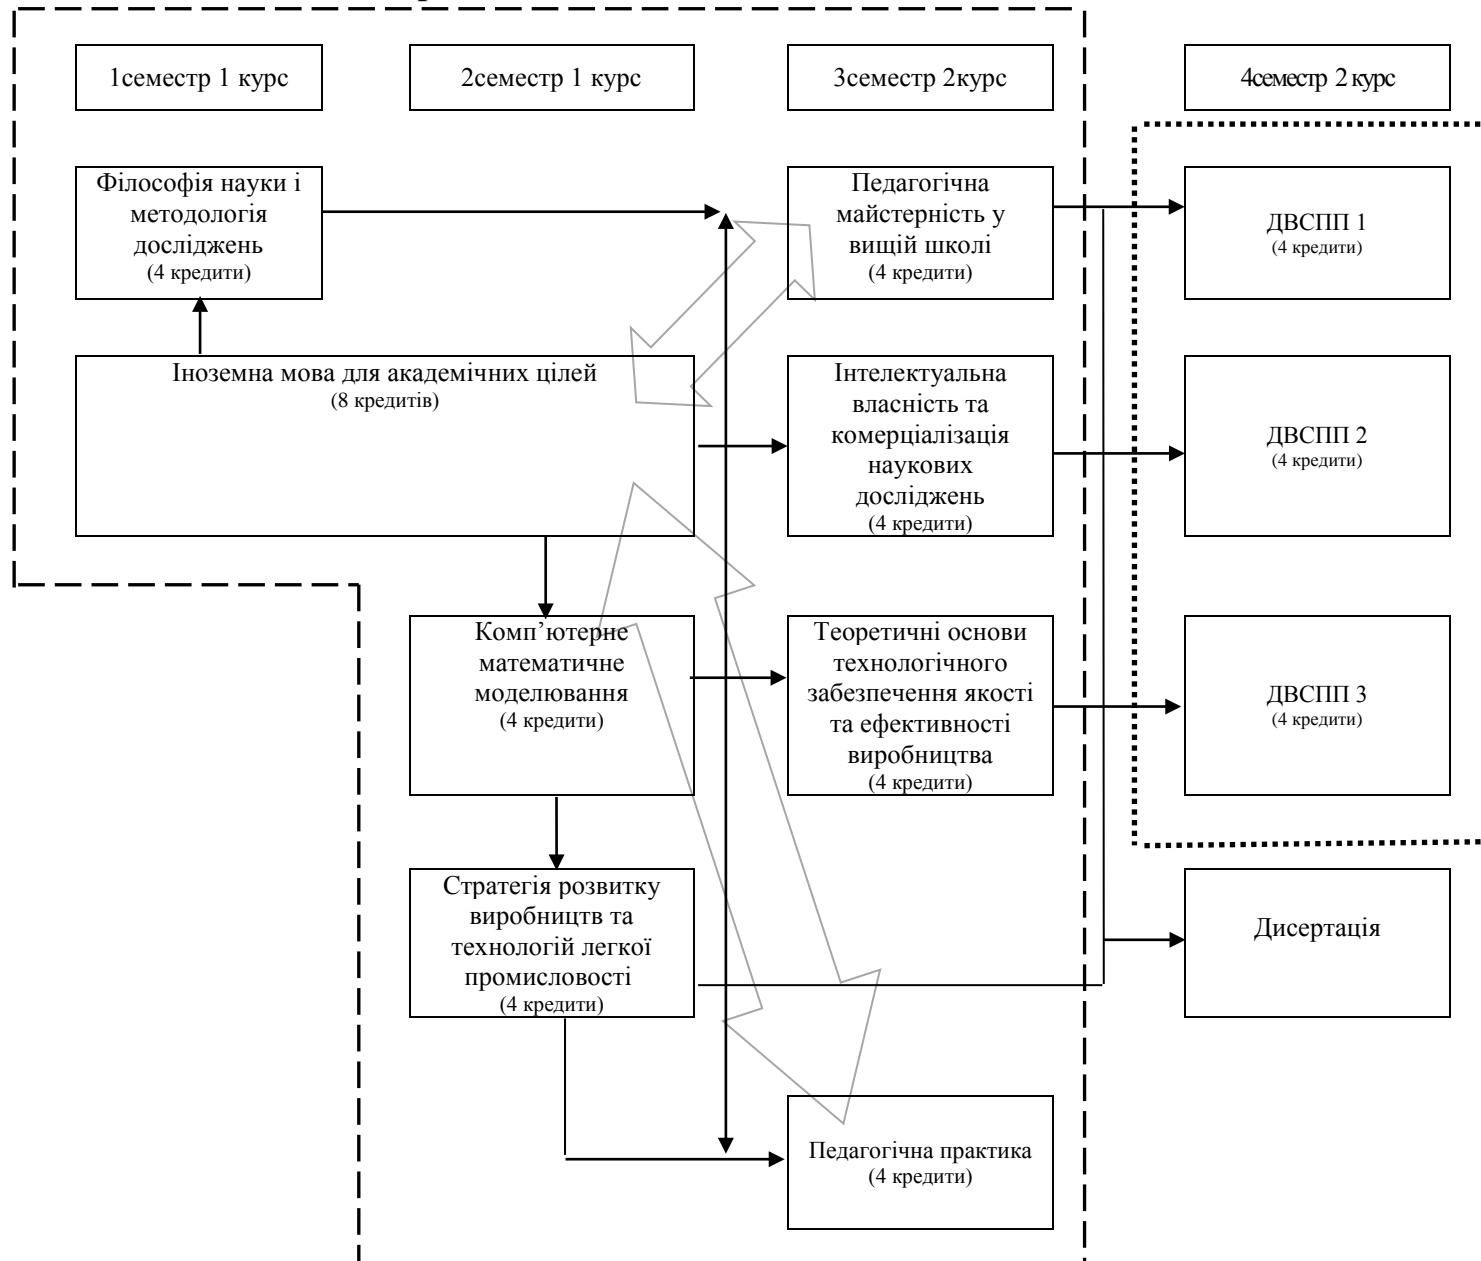 1семестр 1 курс
2семестр 1 курс
3семестр 2курс
4семестр 2 курс
Філософія науки і
методологія
досліджень
(4 кредити)
Педагогічна
майстерність у
вищій школі
(4 кредити)
ДВСПП 1
(4 кредити)
Іноземна мова для академічних цілей
(8 кредитів)
Інтелектуальна
власність та
комерціалізація
наукових
досліджень
(4 кредити)
ДВСПП 2
(4 кредити)
Комп’ютерне
математичне
моделювання
(4 кредити)
Теоретичні основи
технологічного
забезпечення якості
та ефективності
виробництва
(4 кредити)
ДВСПП 3
(4 кредити)
Стратегія розвитку
виробництв та
технологій легкої
промисловості
(4 кредити)
Дисертація
Педагогічна практика
(4 кредити)